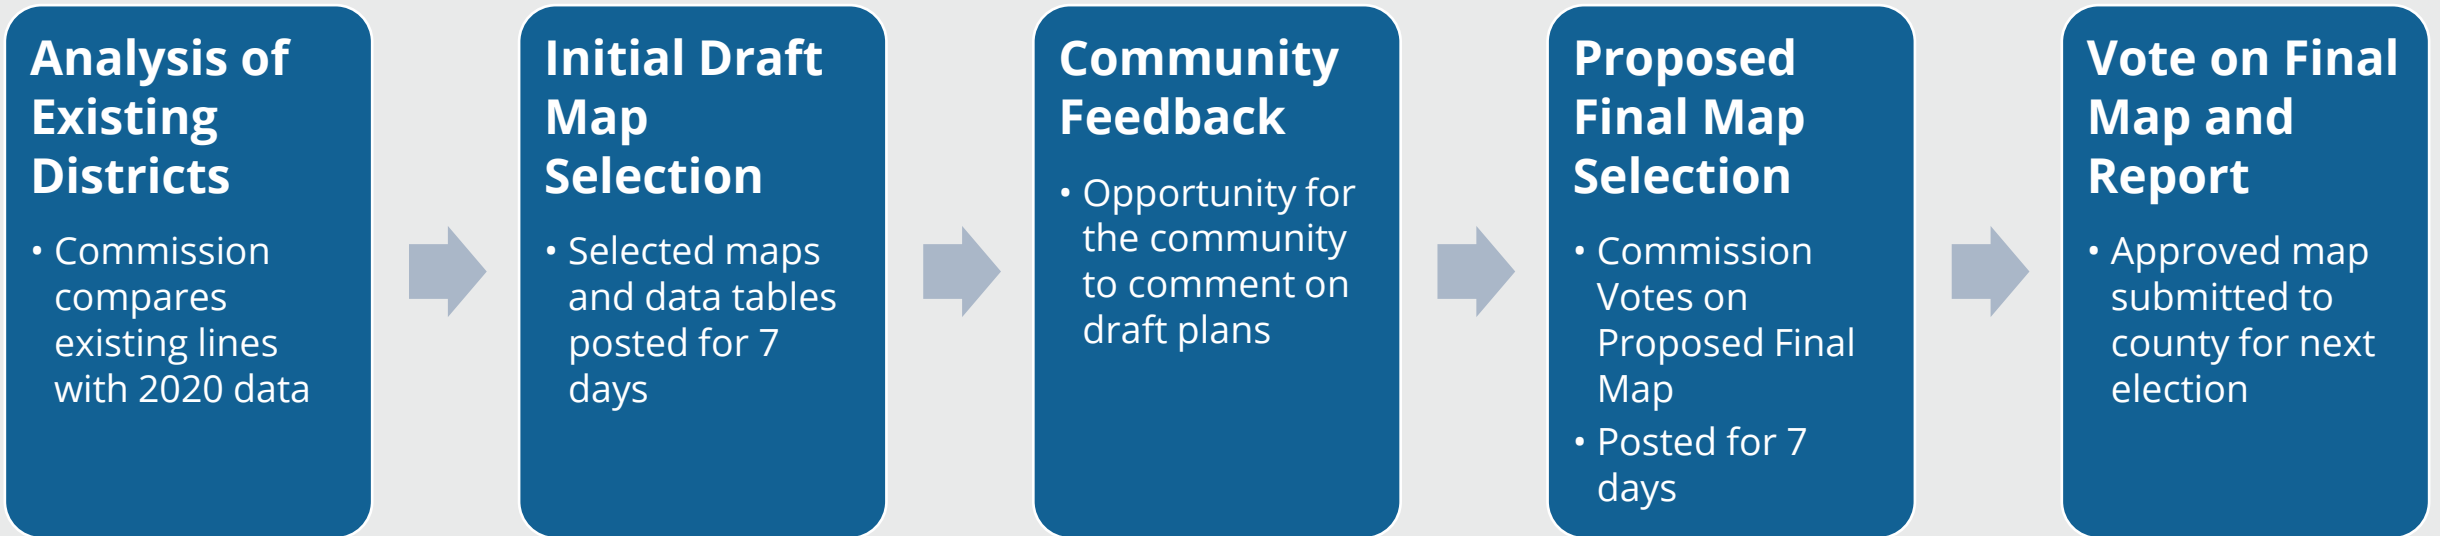 Analysis of
Existing
Districts
• Commission
compares
existing lines
with 2020 data
Initial Draft
Map
Selection
• Selected maps
and data tables
posted for 7
days
Community
Feedback
• Opportunity for
the community
to comment on
draft plans
Proposed
Final Map
Selection
• Commission
Votes on
Proposed Final
Map
• Posted for 7
days
Vote on Final
Map and
Report
• Approved map
submitted to
county for next
election